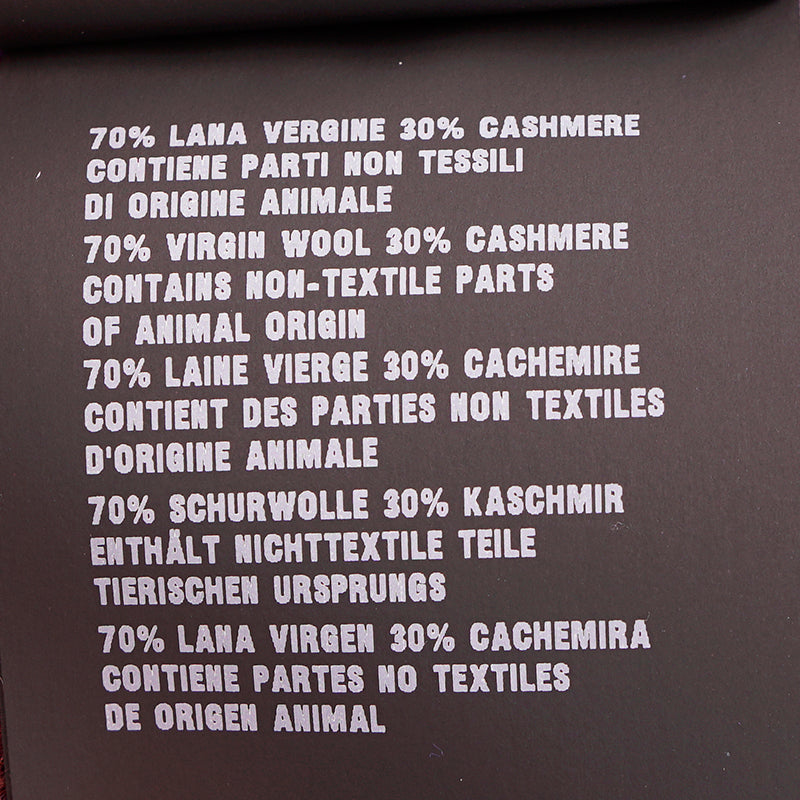 70% LANA VERGINE 30% CASHMERE
CONTIENE PARTI NON TESSILI
DI ORIGINE ANIMALE
70% VIRGIN WOOL 30% CASHMERE
CONTAINS NON-TEXTILE PARTS
OF ANIMAL ORIGIN
70% LAINE VIERGE 30% CACHEMIRE
CONTIENT DES PARTIES NON TEXTILES
D'ORIGINE ANIMALE
70% SCHURWOLLE 30% KASCHMIR
ENTHÄLT NICHTTEXTILE TEILE
TIERISCHEN URSPRUNGS
70% LANA VIRGEN 30% CACHEMIRA
CONTIENE PARTES NO TEXTILES
DE ORIGEN ANIMAL